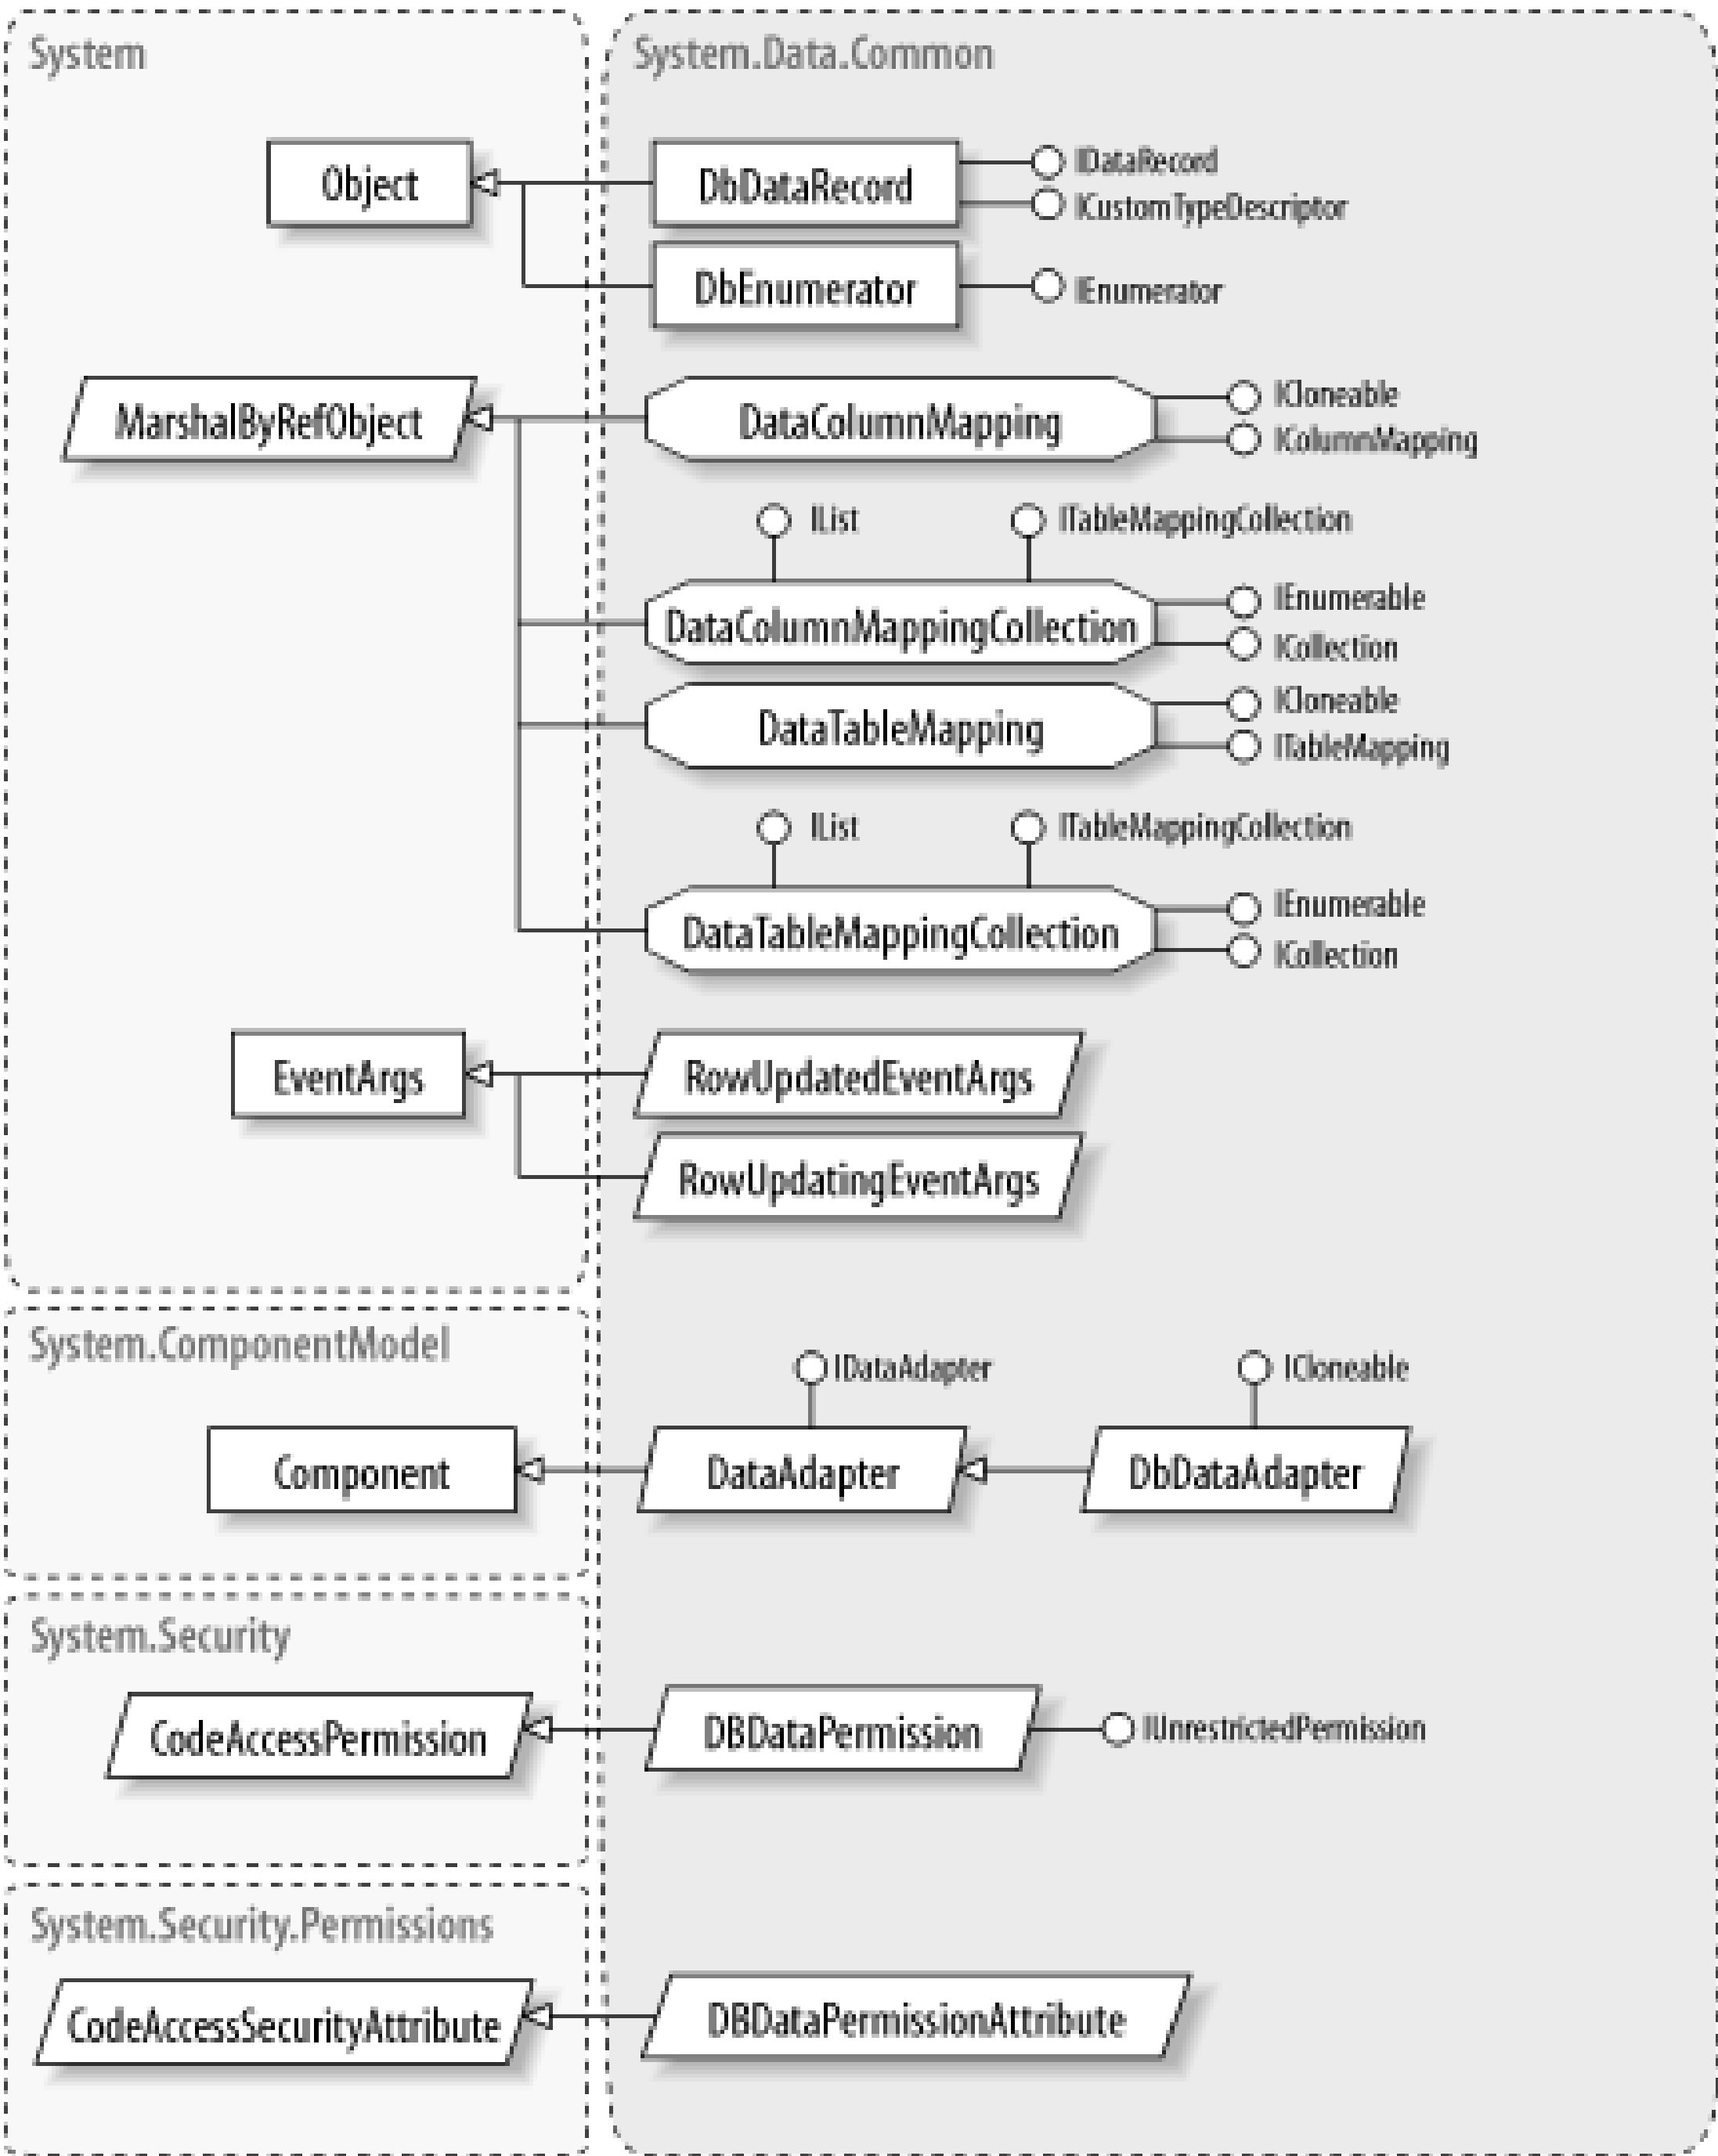 System
System.Data.Common
Object
DbDataRecord
IDataRecord
ICustomTypeDescriptor
DbEnumerator
IEnumerator
MarshalByRefObject
DataColumnMapping
ICloneable
IColumnMapping
IList
ITableMappingCollection
DataColumnMappingCollection
IEnumerable
ICollection
DataTableMapping
ICloneable
ITableMapping
IList
ITableMappingCollection
DataTableMappingCollection
IEnumerable
ICollection
EventArgs
RowUpdatedEventArgs
RowUpdatingEventArgs
System.ComponentModel
IDataAdapter
ICloneable
Component
DataAdapter
DbDataAdapter
System.Security
CodeAccessPermission
DBDataPermission
IUnrestrictedPermission
System.Security.Permissions
CodeAccessSecurityAttribute
DBDataPermissionAttribute